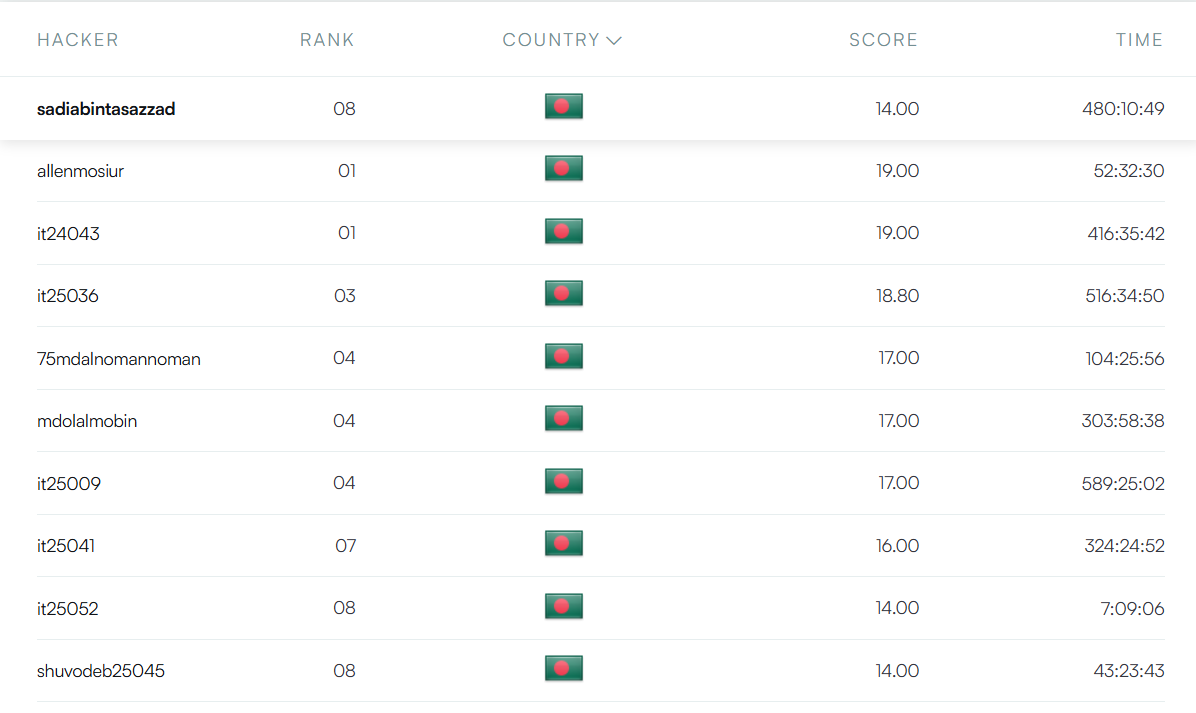 HACKER RANK COUNTRY SCORE TIME
sadiabintasazzad 08 14.00 480:10:49
allenmosiur 01 19.00 52:32:30
it24043 01 19.00 416:35:42
it25036 03 18.80 516:34:50
75mdalnomannoman 04 17.00 104:25:56
mdolalmobin 04 17.00 303:58:38
it25009 04 17.00 589:25:02
it25041 07 16.00 324:24:52
it25052 08 14.00 7:09:06
shuvodeb25045 08 14.00 43:23:43